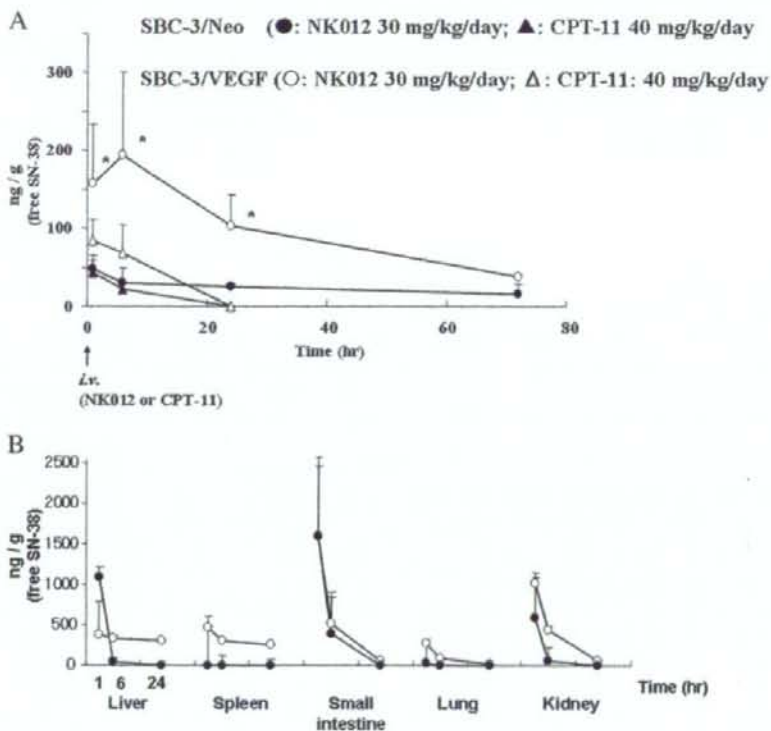 A
SBC-3/Neo (●: NK012 30 mg/kg/day; ▲: CPT-11 40 mg/kg/day
SBC-3/VEGF (○: NK012 30 mg/kg/day; Δ: CPT-11: 40 mg/kg/day
ng / g
(free SN-38)
300
200
100
0
*
*
*
0 20 40 60 80
Time (hr)
↑
i.v.
(NK012 or CPT-11)
B
ng / g
(free SN-38)
2500
2000
1500
1000
500
0
1 6 24
Time (hr)
Liver Spleen Small intestine Lung Kidney